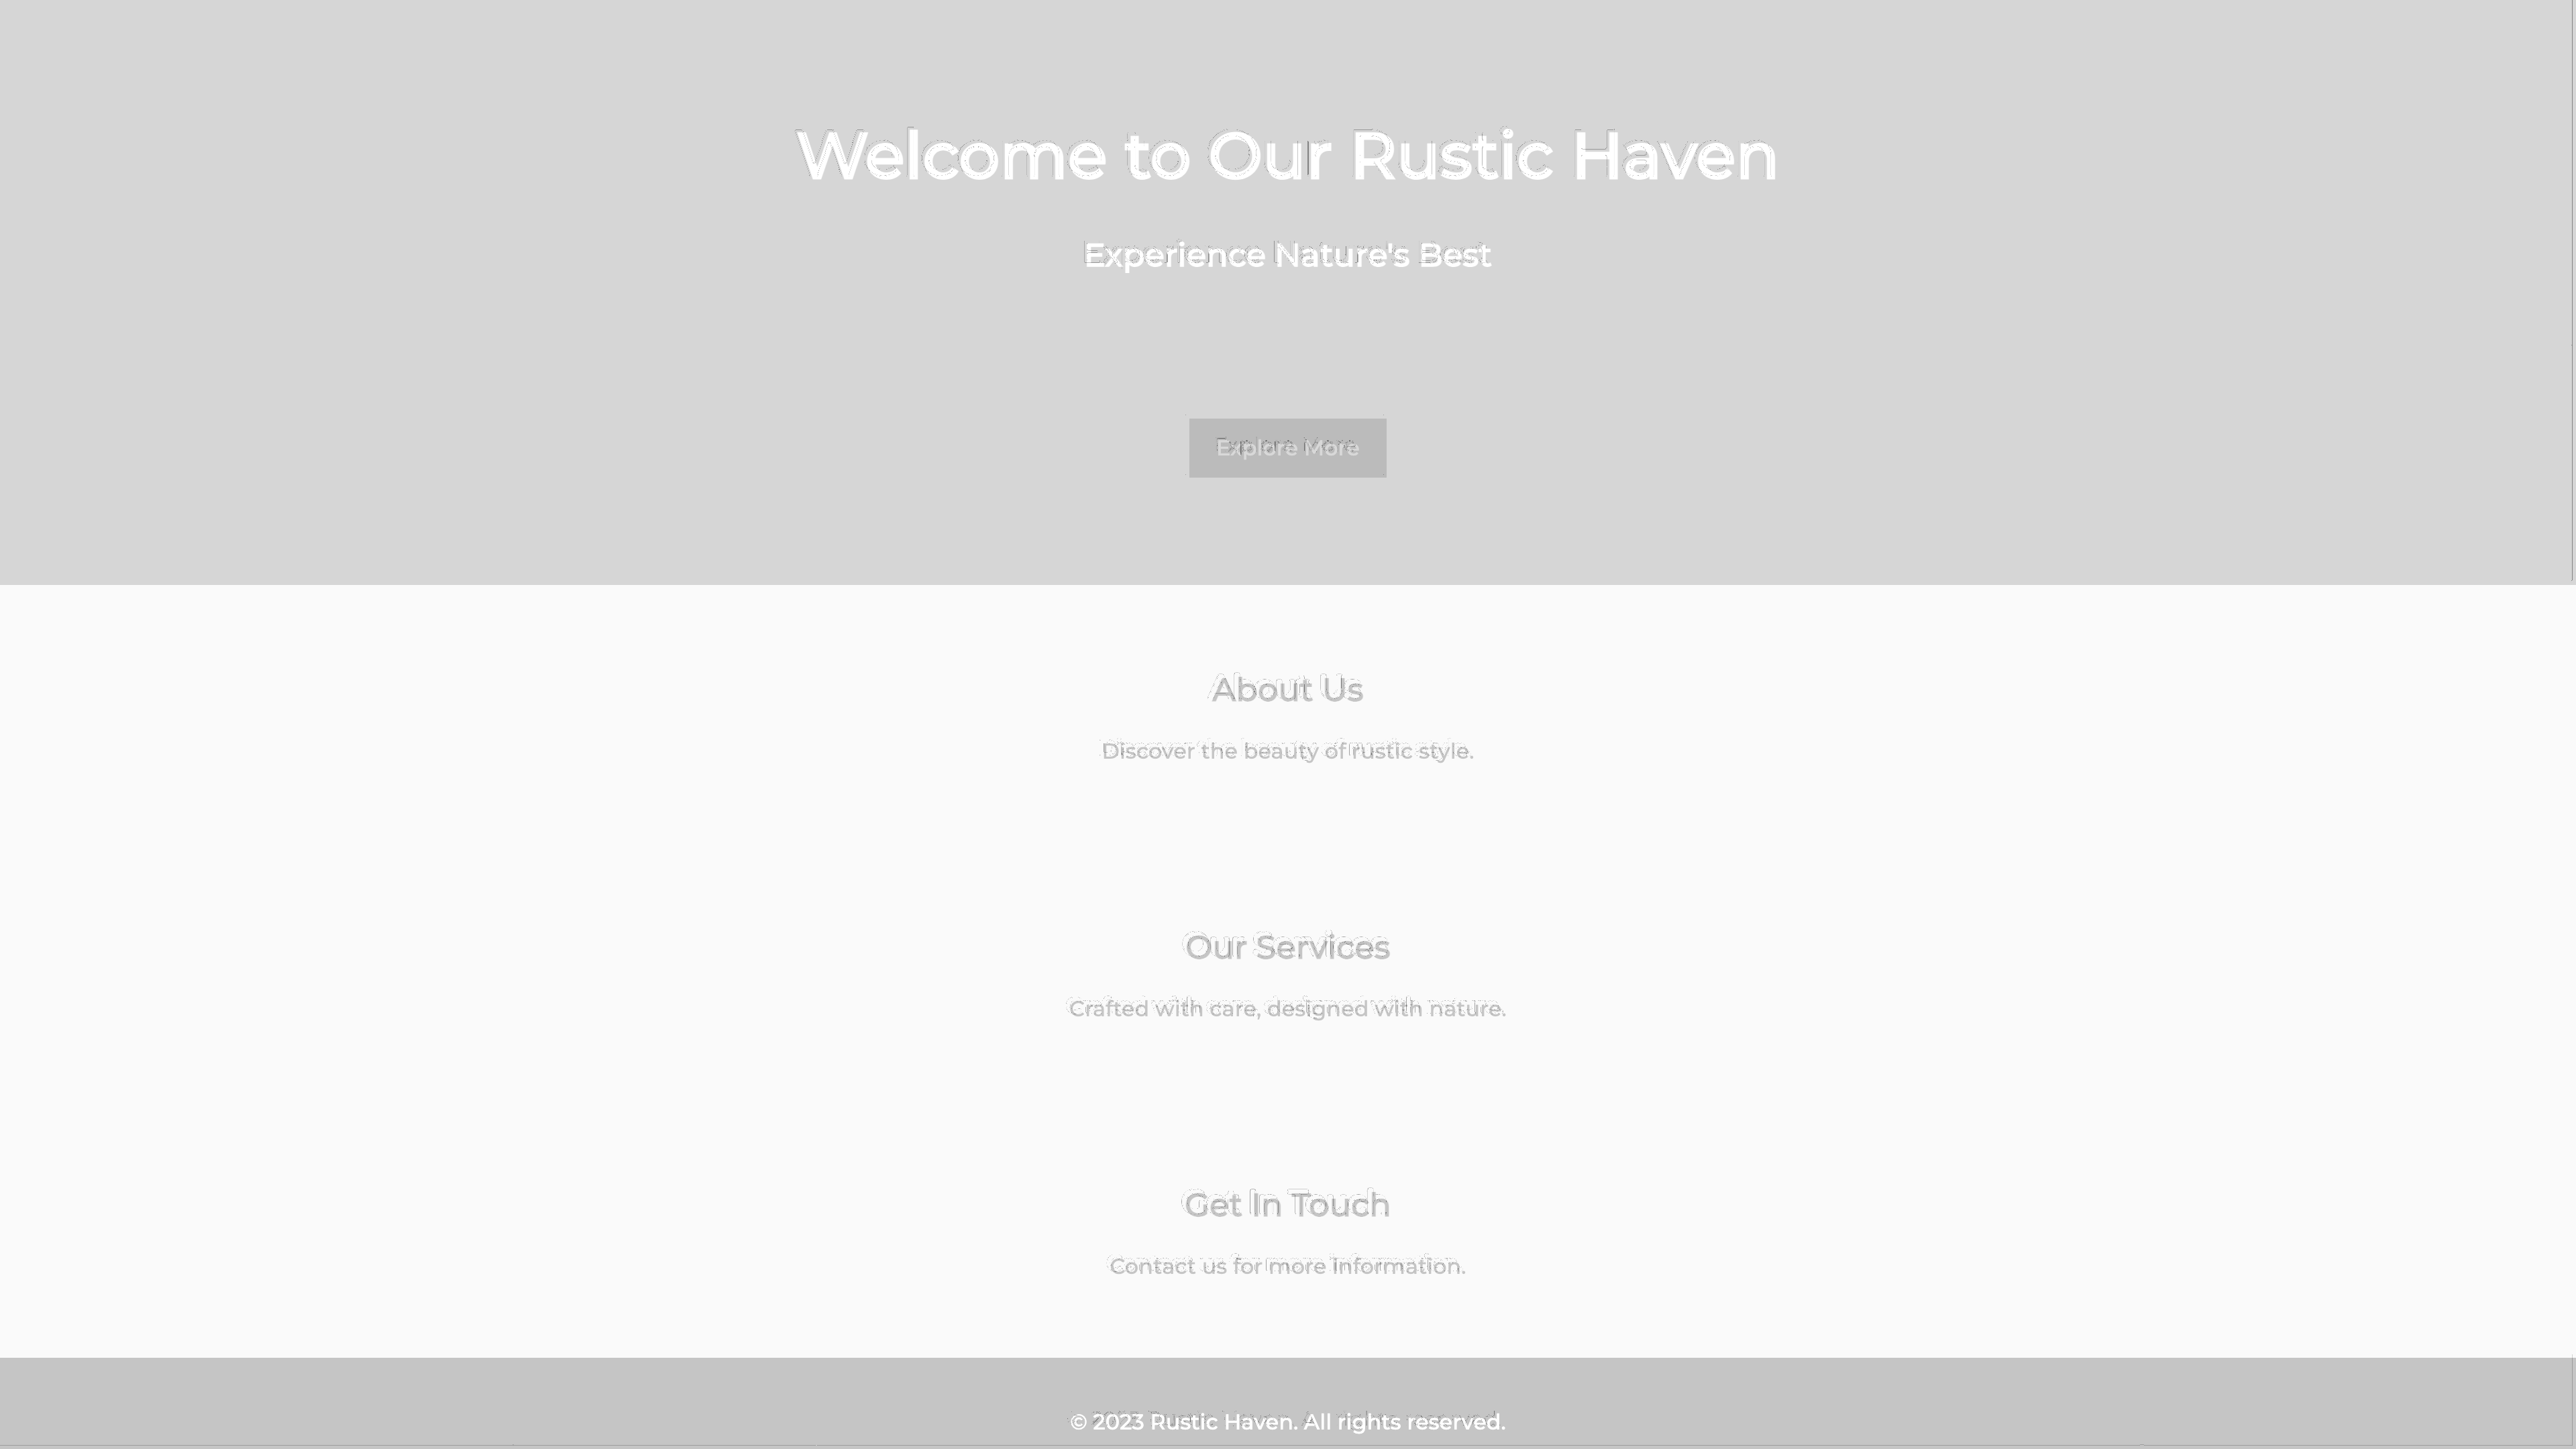 Welcome to Our Rustic Haven
Experience Nature's Best
Explore More
About Us
Discover the beauty of rustic style.
Our Services
Crafted with care, designed with nature.
Get In Touch
Contact us for more information.
© 2023 Rustic Haven. All rights reserved.